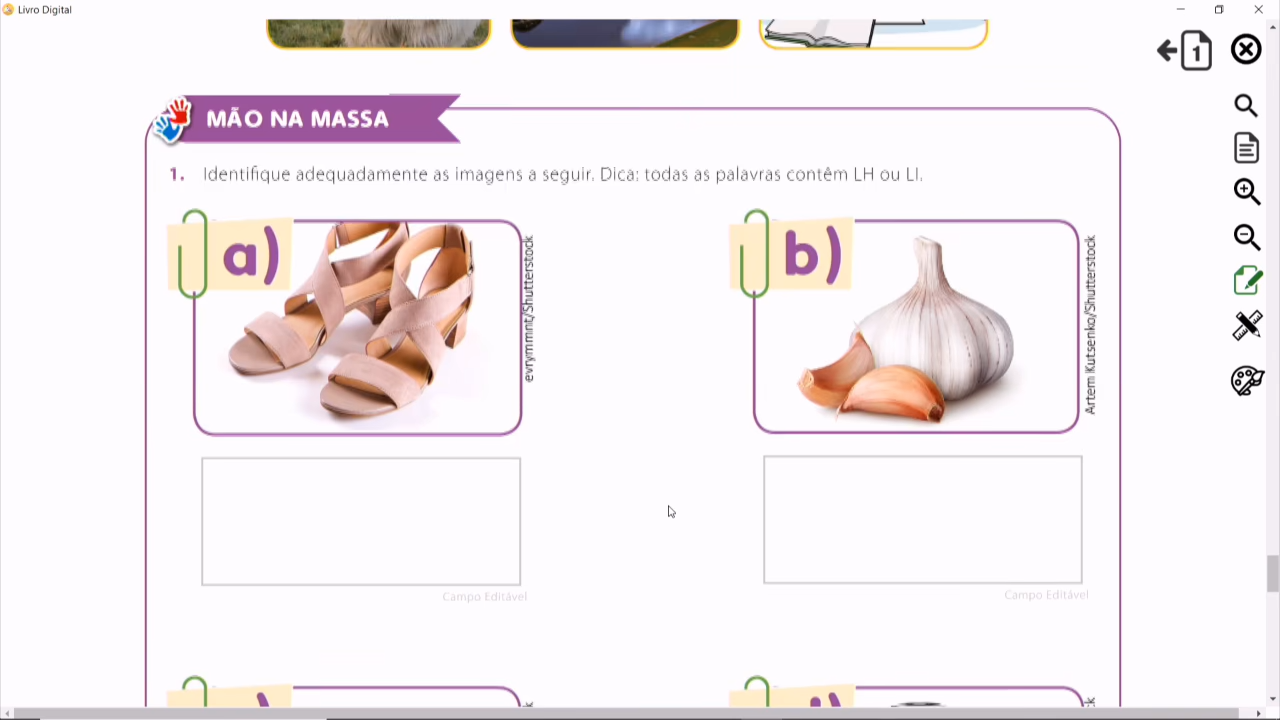 Livro Digital
1
MÃO NA MASSA
1. Identifique adequadamente as imagens a seguir. Dica: todas as palavras contêm LH ou LI.
a)
evrymmnt/Shutterstock
b)
Artem Kutsenko/Shutterstock
Campo Editável
Campo Editável